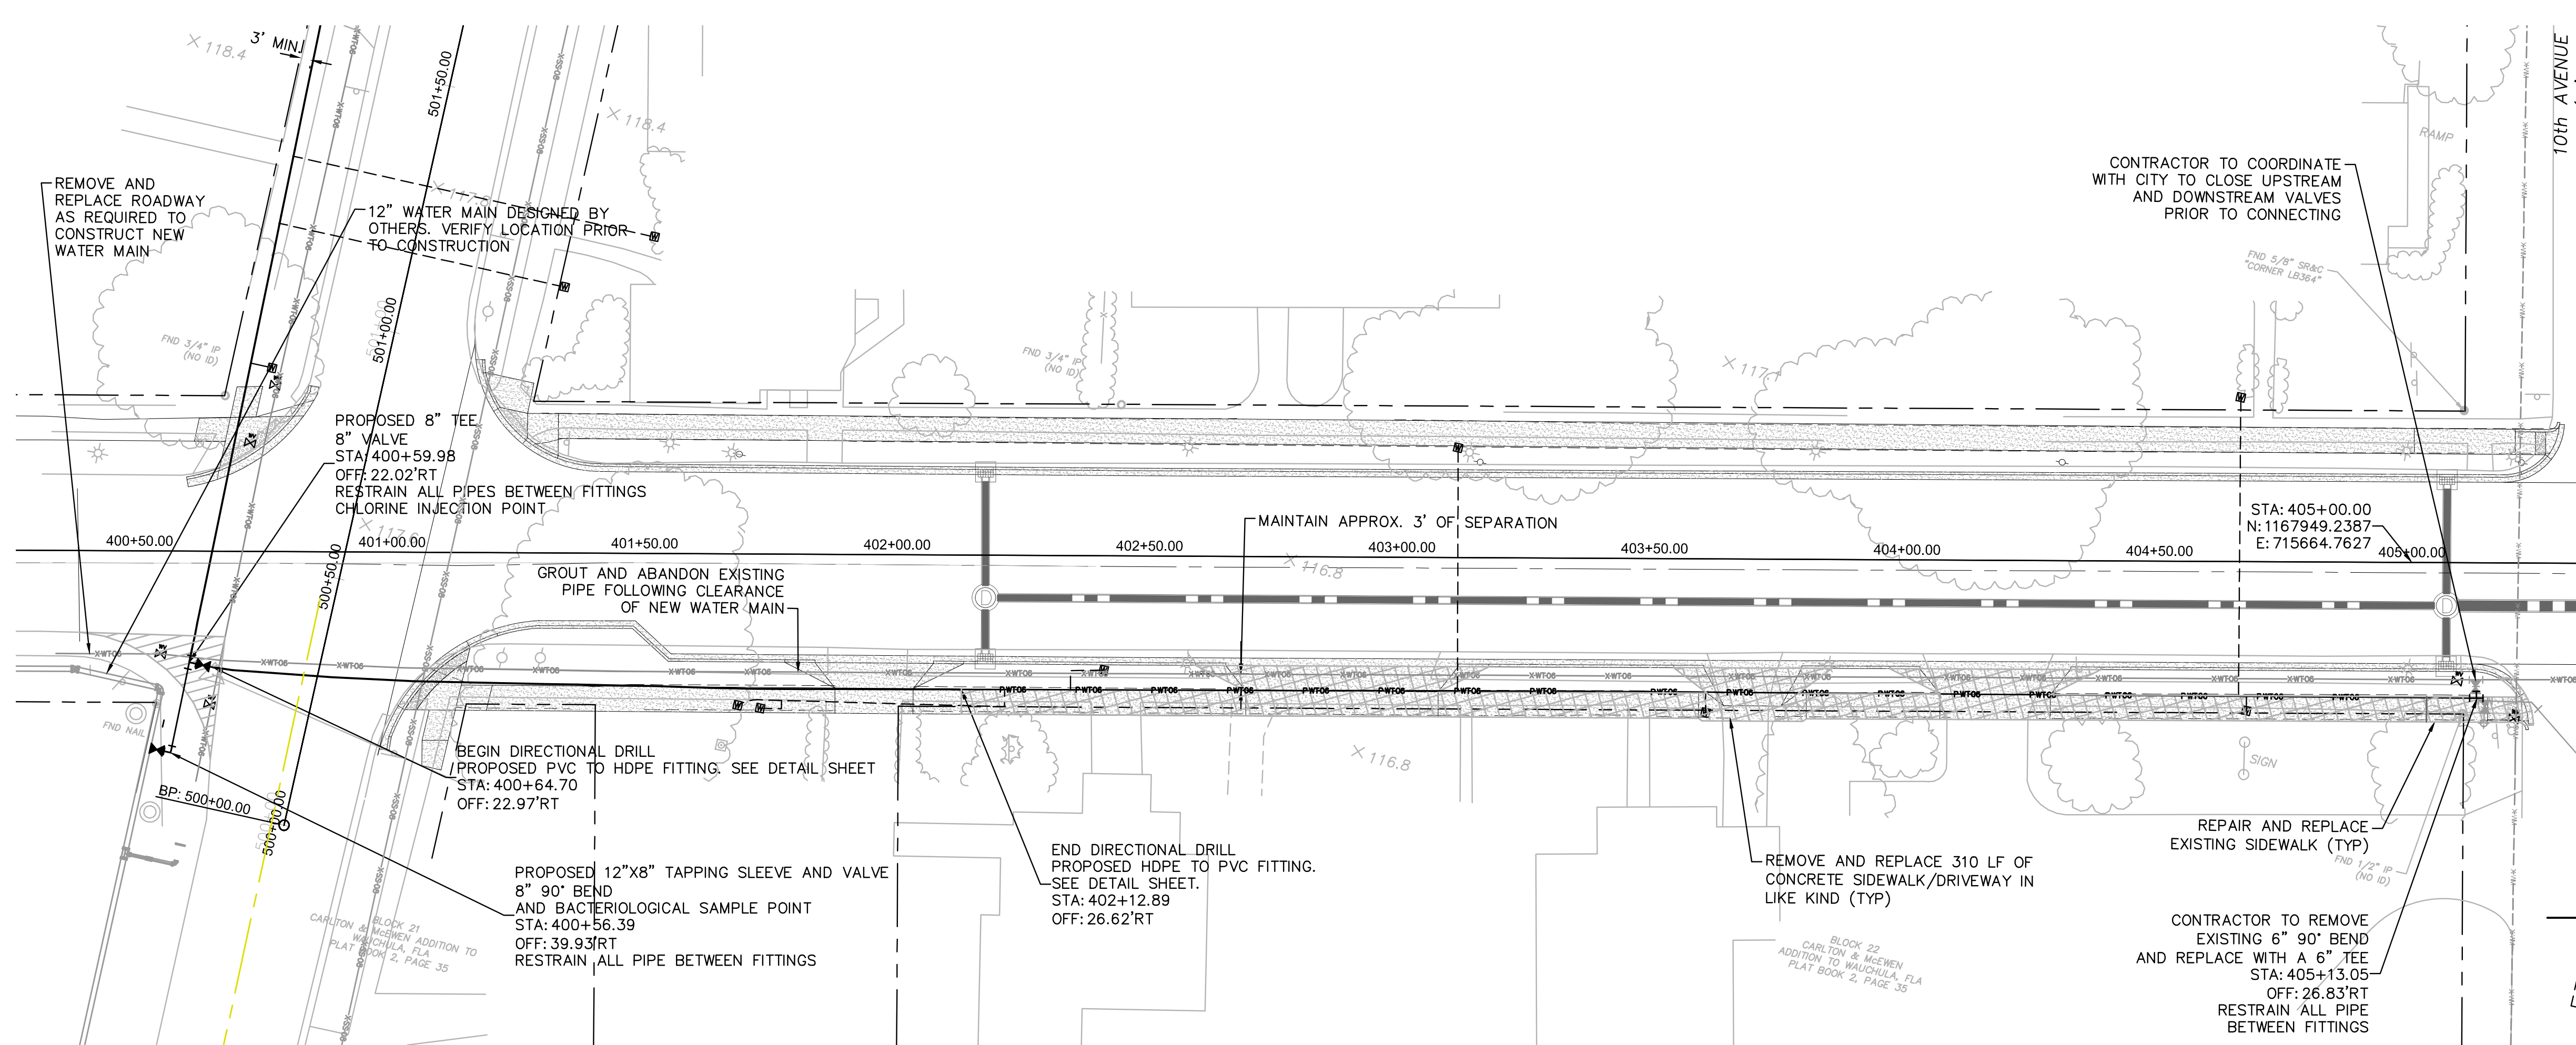 3' MIN.
118.4
501+50.00
118.4
10th AVENUE
RAMP
REMOVE AND
REPLACE ROADWAY
AS REQUIRED TO
CONSTRUCT NEW
WATER MAIN
12" WATER MAIN DESIGNED BY
OTHERS. VERIFY LOCATION PRIOR
TO CONSTRUCTION
CONTRACTOR TO COORDINATE
WITH CITY TO CLOSE UPSTREAM
AND DOWNSTREAM VALVES
PRIOR TO CONNECTING
FND 5/8" SR&C
"CORNER LB364"
501+00.00
FND 3/4" IP
(NO ID)
FND 3/4" IP
(NO ID)
PROPOSED 8" TEE
8" VALVE
STA: 400+59.98
OFF: 22.02'RT
RESTRAIN ALL PIPES BETWEEN FITTINGS
CHLORINE INJECTION POINT
MAINTAIN APPROX. 3' OF SEPARATION
STA: 405+00.00
N: 1167949.2387
E: 715664.7627
400+50.00
401+00.00
401+50.00
402+00.00
402+50.00
403+00.00
403+50.00
404+00.00
404+50.00
405+00.00
500+50.00
116.8
GROUT AND ABANDON EXISTING
PIPE FOLLOWING CLEARANCE
OF NEW WATER MAIN
FND NAIL
116.8
SIGN
BEGIN DIRECTIONAL DRILL
PROPOSED PVC TO HDPE FITTING. SEE DETAIL SHEET
STA: 400+64.70
OFF: 22.97'RT
BP: 500+00.00
500+00.00
PROPOSED 12"X8" TAPPING SLEEVE AND VALVE
8" 90° BEND
AND BACTERIOLOGICAL SAMPLE POINT
STA: 400+56.39
OFF: 39.93'RT
RESTRAIN ALL PIPE BETWEEN FITTINGS
END DIRECTIONAL DRILL
PROPOSED HDPE TO PVC FITTING.
SEE DETAIL SHEET.
STA: 402+12.89
OFF: 26.62'RT
REMOVE AND REPLACE 310 LF OF
CONCRETE SIDEWALK/DRIVEWAY IN
LIKE KIND (TYP)
REPAIR AND REPLACE
EXISTING SIDEWALK (TYP)
FND 1/2" IP
(NO ID)
BLOCK 21
CARLTON & McEWEN ADDITION TO
WAUCHULA, FLA
PLAT BOOK 2, PAGE 35
BLOCK 22
CARLTON & McEWEN
ADDITION TO WAUCHULA, FLA
PLAT BOOK 2, PAGE 35
CONTRACTOR TO REMOVE
EXISTING 6" 90° BEND
AND REPLACE WITH A 6" TEE
STA: 405+13.05
OFF: 26.83'RT
RESTRAIN ALL PIPE
BETWEEN FITTINGS